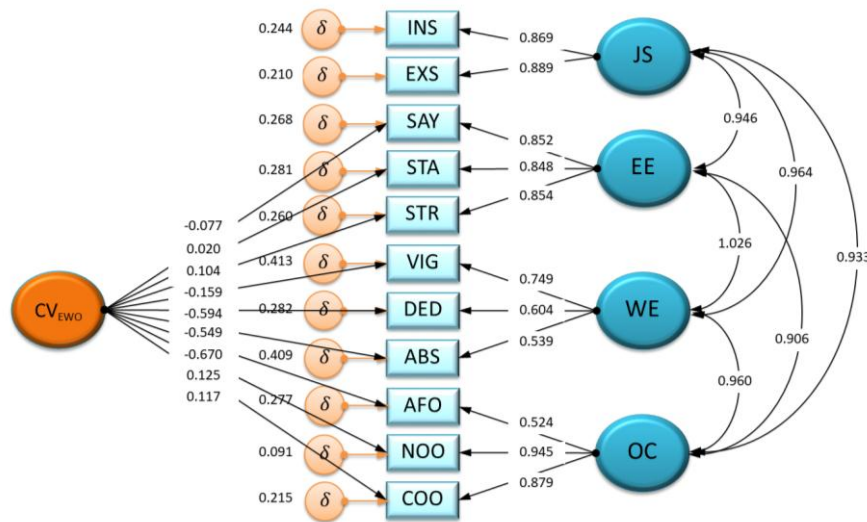 0.244 δ INS 0.869 JS
0.210 δ EXS 0.889
0.268 δ SAY 0.852 0.946
0.281 δ STA 0.848 EE 0.964
0.260 δ STR 0.854
-0.077
0.020
0.104
-0.159
-0.594
-0.549
-0.670
0.125
0.117
CV EWO
0.413 δ VIG 0.749 1.026 0.933
0.282 δ DED 0.604 WE
0.409 δ ABS 0.539 0.906
0.277 δ AFO 0.524 0.960
0.091 δ NOO 0.945 OC
0.215 δ COO 0.879